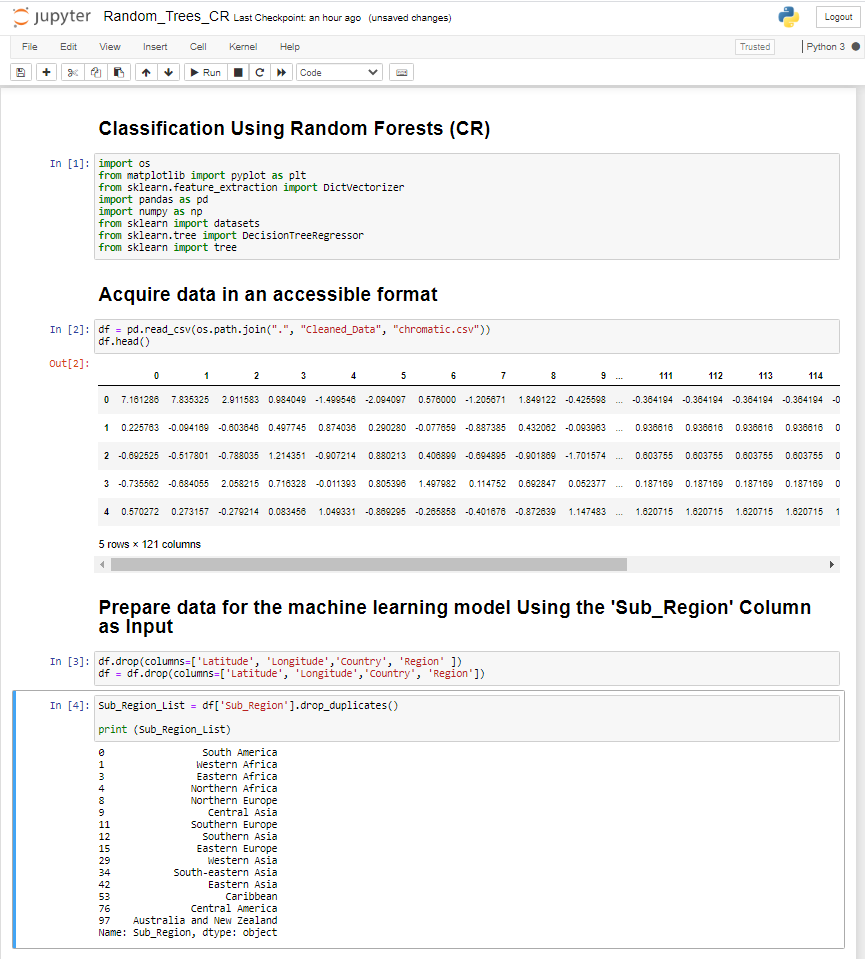 jupyter Random_Trees_CR Last Checkpoint: an hour ago (unsaved changes) Logout
File Edit View Insert Cell Kernel Help Trusted Python 3
Run Code
Classification Using Random Forests (CR)
In [1]: import os
from matplotlib import pyplot as plt
from sklearn.feature_extraction import DictVectorizer
import pandas as pd
import numpy as np
from sklearn import datasets
from sklearn.tree import DecisionTreeRegressor
from sklearn import tree
Acquire data in an accessible format
In [2]: df = pd.read_csv(os.path.join(".", "Cleaned_Data", "chromatic.csv"))
df.head()
Out[2]:
0 1 2 3 4 5 6 7 8 9 ... 111 112 113 114
0 7.161286 7.835325 2.911583 0.984049 -1.499546 -2.094097 0.576000 -1.205671 1.849122 -0.425598 ... -0.364194 -0.364194 -0.364194 -0.364194 -0
1 0.225763 -0.094169 -0.603646 0.497745 0.874036 0.290280 -0.077659 -0.887385 0.432062 -0.093963 ... 0.936616 0.936616 0.936616 0.936616 0
2 -0.692525 -0.517801 -0.788035 1.214351 -0.907214 0.880213 0.406899 -0.694895 -0.901869 -1.701574 ... 0.603755 0.603755 0.603755 0.603755 0
3 -0.735562 -0.684055 2.058215 0.716328 -0.011393 0.805396 1.497982 0.114752 0.692847 0.052377 ... 0.187169 0.187169 0.187169 0.187169 0
4 0.570272 0.273157 -0.279214 0.083456 1.049331 -0.869295 -0.265858 -0.401676 -0.872639 1.147483 ... 1.620715 1.620715 1.620715 1.620715 1
5 rows × 121 columns
Prepare data for the machine learning model Using the 'Sub_Region' Column
as Input
In [3]: df.drop(columns=['Latitude', 'Longitude','Country', 'Region' ])
df = df.drop(columns=['Latitude', 'Longitude','Country', 'Region'])
In [4]: Sub_Region_List = df['Sub_Region'].drop_duplicates()
print (Sub_Region_List)
0 South America
1 Western Africa
3 Eastern Africa
4 Northern Africa
8 Northern Europe
9 Central Asia
11 Southern Europe
12 Southern Asia
15 Eastern Europe
29 Western Asia
34 South-eastern Asia
42 Eastern Asia
53 Caribbean
76 Central America
97 Australia and New Zealand
Name: Sub_Region, dtype: object